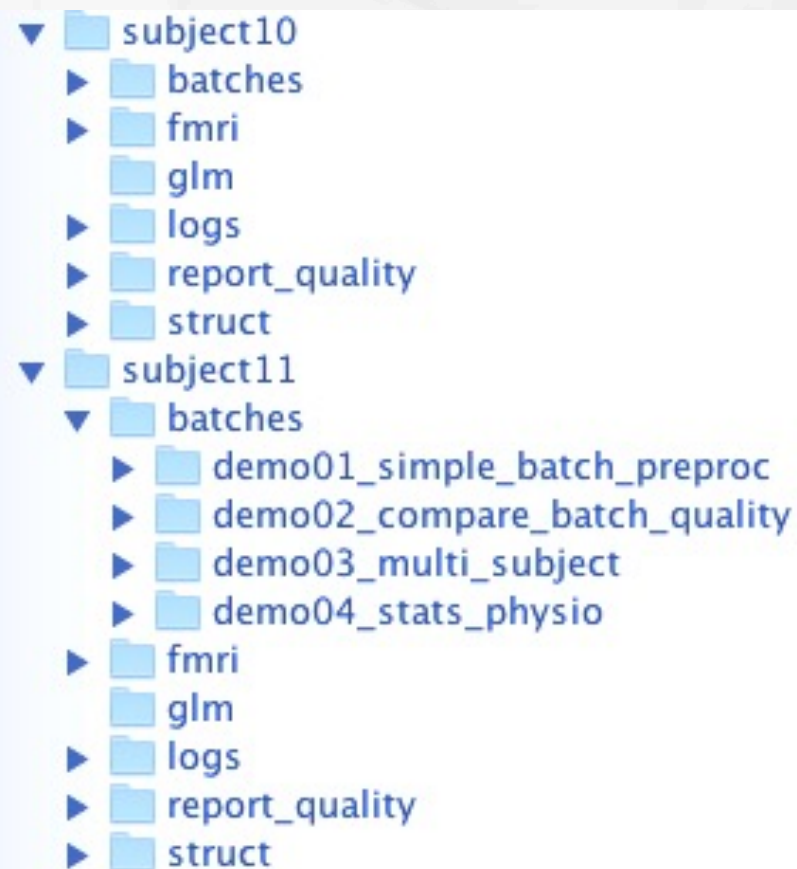 subject10
batches
fmri
glm
logs
report_quality
struct
subject11
batches
demo01_simple_batch_preproc
demo02_compare_batch_quality
demo03_multi_subject
demo04_stats_physio
fmri
glm
logs
report_quality
struct